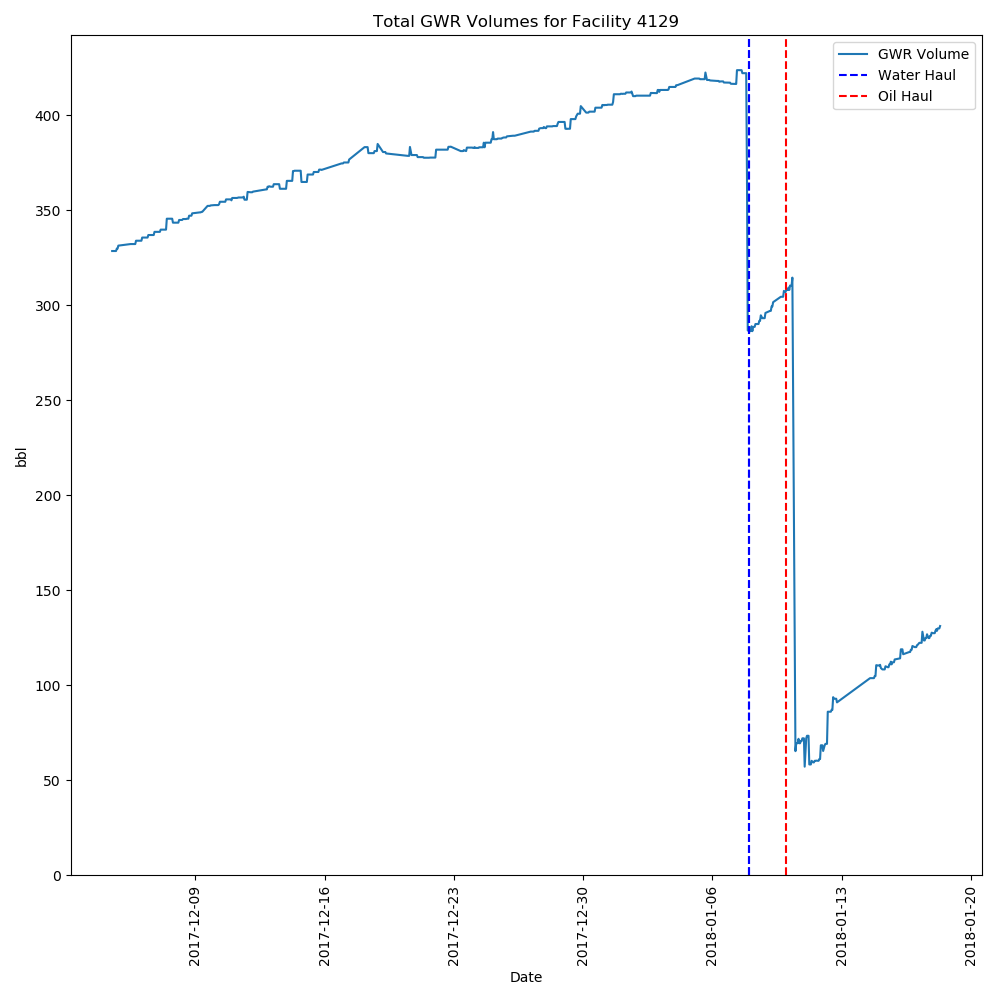 Total GWR Volumes for Facility 4129
GWR Volume
Water Haul
Oil Haul
400
350
300
250
200
150
100
50
0
bbl
2017-12-09
2017-12-16
2017-12-23
2017-12-30
2018-01-06
2018-01-13
2018-01-20
Date